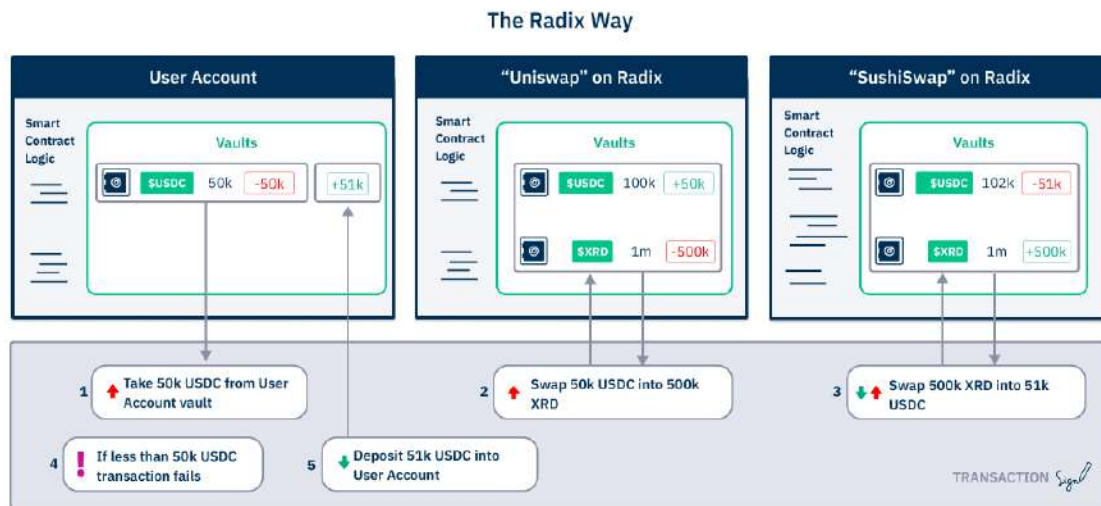 The Radix Way
User Account
Smart
Contract
Logic
Vaults
$USDC 50k -50k +51k
"Uniswap" on Radix
Smart
Contract
Logic
Vaults
$USDC 100k +50k
$XRD 1m -500k
"SushiSwap" on Radix
Smart
Contract
Logic
Vaults
$USDC 102k -51k
$XRD 1m +500k
1 Take 50k USDC from User
Account vault
2 Swap 50k USDC into 500k
XRD
3 Swap 500k XRD into 51k
USDC
4 ! If less than 50k USDC
transaction fails
5 Deposit 51k USDC into
User Account
TRANSACTION Sign